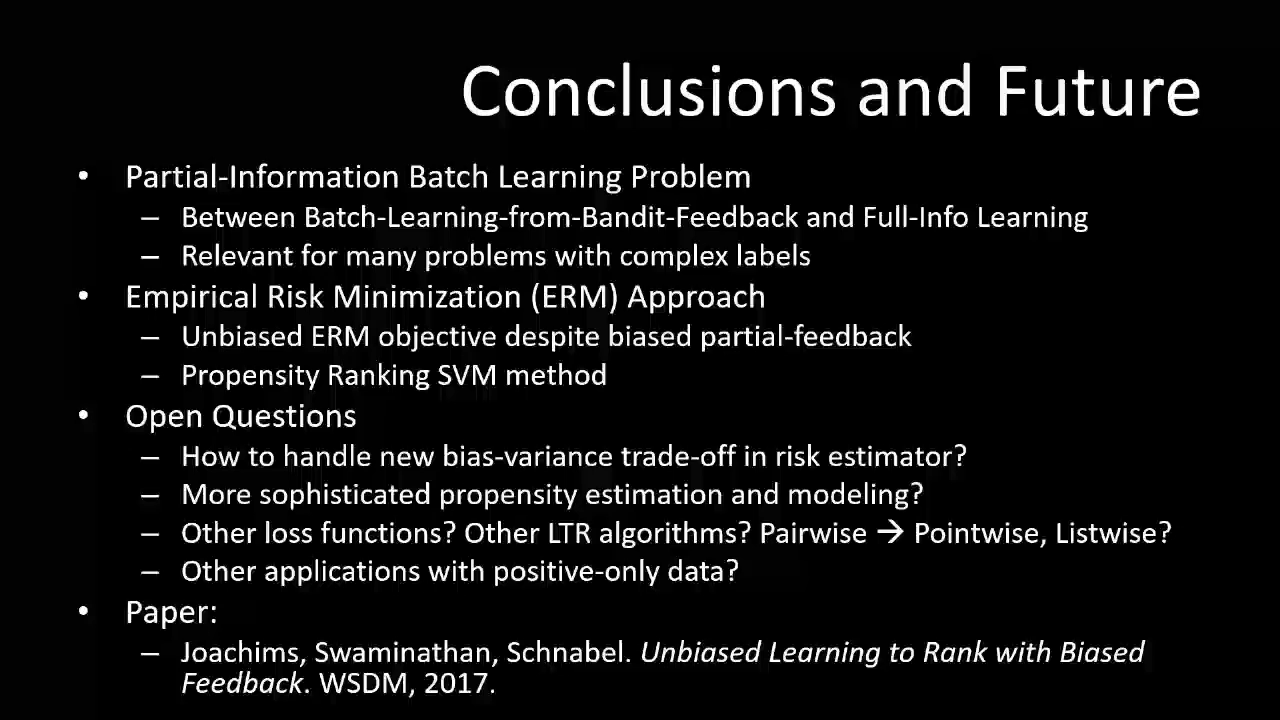 Conclusions and Future
• Partial-Information Batch Learning Problem
– Between Batch-Learning-from-Bandit-Feedback and Full-Info Learning
– Relevant for many problems with complex labels
• Empirical Risk Minimization (ERM) Approach
– Unbiased ERM objective despite biased partial-feedback
– Propensity Ranking SVM method
• Open Questions
– How to handle new bias-variance trade-off in risk estimator?
– More sophisticated propensity estimation and modeling?
– Other loss functions? Other LTR algorithms? Pairwise → Pointwise, Listwise?
– Other applications with positive-only data?
• Paper:
– Joachims, Swaminathan, Schnabel. Unbiased Learning to Rank with Biased
Feedback. WSDM, 2017.